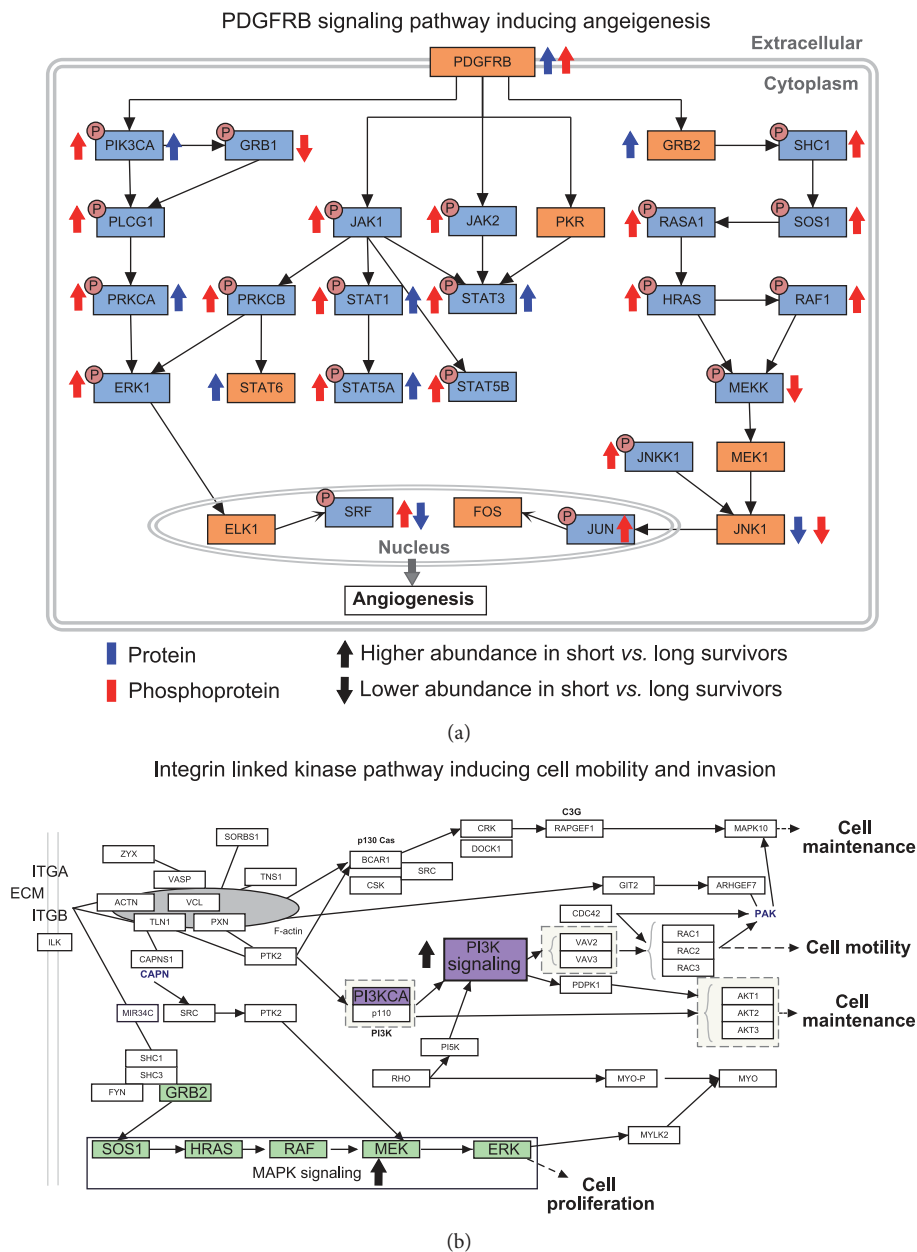 PDGFRB signaling pathway inducing angeigenesis
Extracellular
PDGFRB
Cytoplasm
P
PIK3CA
P
GRB1
GRB2
P
SHC1
P
PLCG1
P
JAK1
P
JAK2
PKR
P
RASA1
P
SOS1
P
PRKCA
P
PRKCB
P
STAT1
P
STAT3
P
HRAS
P
RAF1
P
ERK1
STAT6
P
STAT5A
P
STAT5B
P
MEKK
P
JNKK1
MEK1
ELK1
P
SRF
FOS
P
JUN
JNK1
Nucleus
Angiogenesis
Protein
Higher abundance in short vs. long survivors
Phosphoprotein
Lower abundance in short vs. long survivors
(a)
Integrin linked kinase pathway inducing cell mobility and invasion
ITGA
ECM
ITGB
ILK
ZYX
SORBS1
VASP
TNS1
ACTN
VCL
TLN1
PXN
F-actin
CAPNS1
CAPN
PTK2
p130 Cas
BCAR1
SRC
CSK
CRK
DOCK1
C3G
RAPGEF1
MAPK10
Cell
maintenance
GIT2
ARHGEF7
PAK
CDC42
PI3K
signaling
VAV2
VAV3
RAC1
RAC2
RAC3
Cell motility
PI3KCA
p110
PI3K
PDPK1
AKT1
AKT2
AKT3
Cell
maintenance
MIR34C
SRC
PTK2
PI5K
RHO
MYO-P
MYO
SHC1
SHC3
FYN
GRB2
MYLK2
SOS1
HRAS
RAF
MEK
ERK
MAPK signaling
Cell
proliferation
(b)